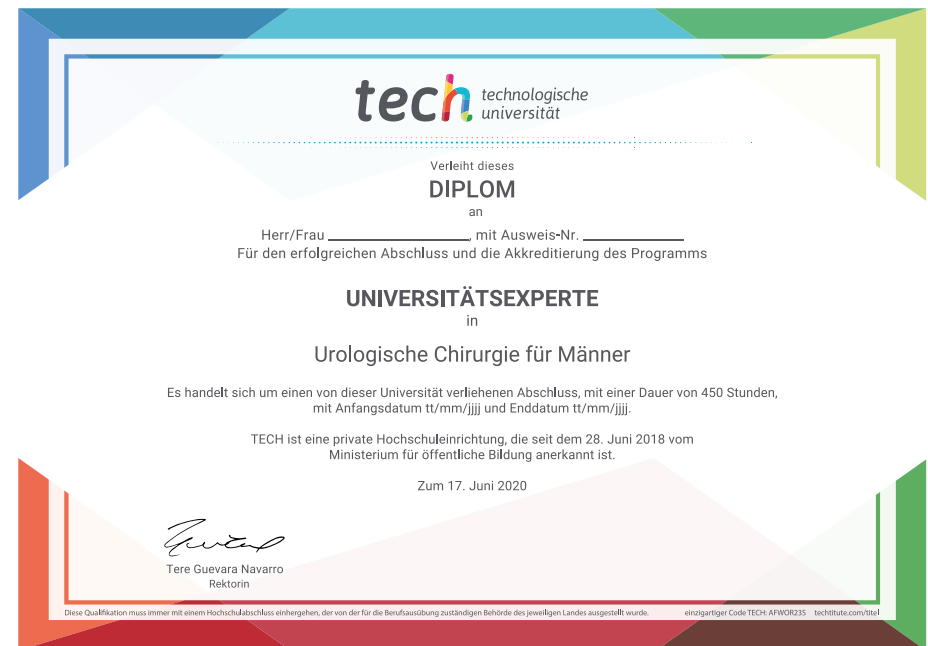 tech technologische
universität
Verleiht dieses
DIPLOM
an
Herr/Frau ____________________, mit Ausweis-Nr. ______________
Für den erfolgreichen Abschluss und die Akkreditierung des Programms
UNIVERSITÄTSEXPERTE
in
Urologische Chirurgie für Männer
Es handelt sich um einen von dieser Universität verliehenen Abschluss, mit einer Dauer von 450 Stunden,
mit Anfangsdatum tt/mm/jjjj und Enddatum tt/mm/jjjj.
TECH ist eine private Hochschuleinrichtung, die seit dem 28. Juni 2018 vom
Ministerium für öffentliche Bildung anerkannt ist.
Zum 17. Juni 2020
Tere Guevara Navarro
Rektorin
Diese Qualifikation muss immer mit einem Hochschulabschluss einhergehen, der von der für die Berufsausübung zuständigen Behörde des jeweiligen Landes ausgestellt wurde. einzigartiger Code TECH: AFWOR23S techtitute.com/titel